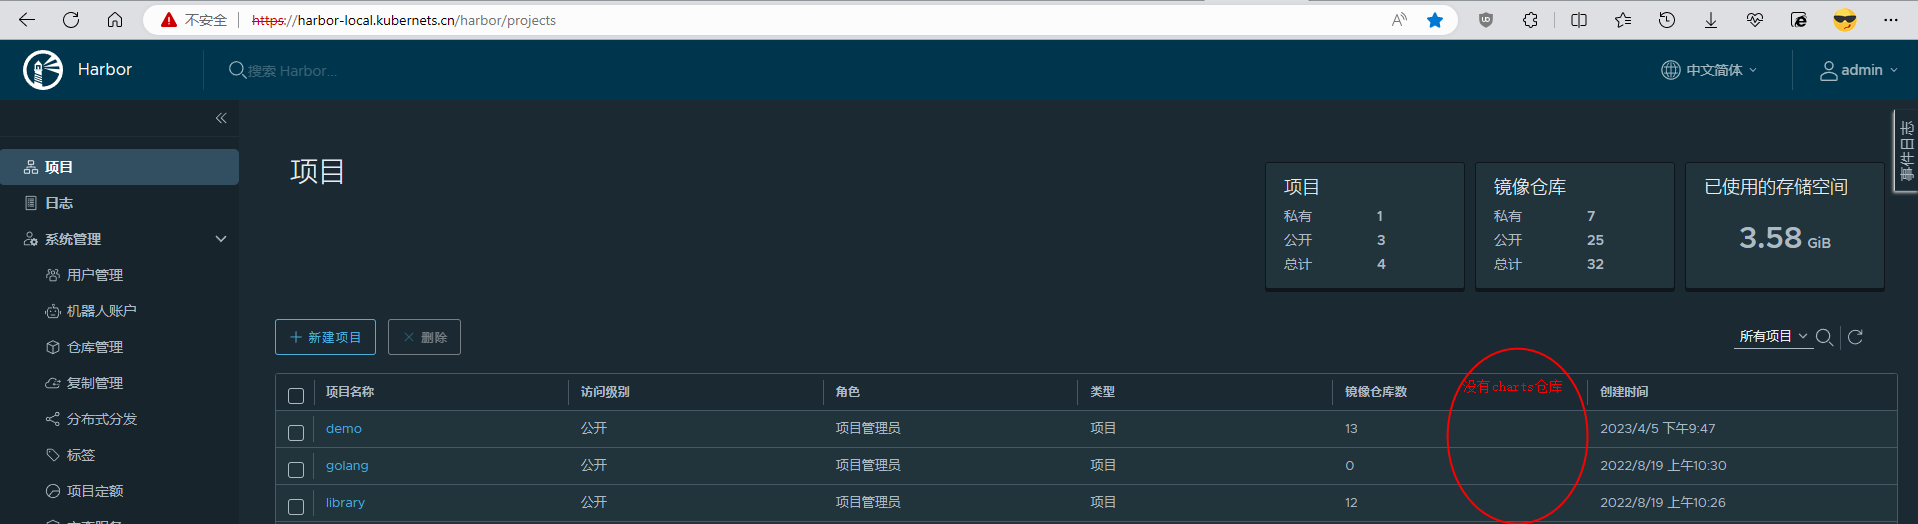 不安全 https://harbor-local.kubernets.cn/harbor/projects
Harbor 搜索 Harbor... 中文简体 admin
事件日志
项目
日志
系统管理
用户管理
机器人账户
仓库管理
复制管理
分布式分发
标签
项目定额
项目
项目
私有 1
公开 3
总计 4
镜像仓库
私有 7
公开 25
总计 32
已使用的存储空间
3.58 GiB
新建项目 删除 所有项目
没有charts仓库
项目名称 访问级别 角色 类型 镜像仓库数 创建时间
demo 公开 项目管理员 项目 13 2023/4/5 下午9:47
golang 公开 项目管理员 项目 0 2022/8/19 上午10:30
library 公开 项目管理员 项目 12 2022/8/19 上午10:26